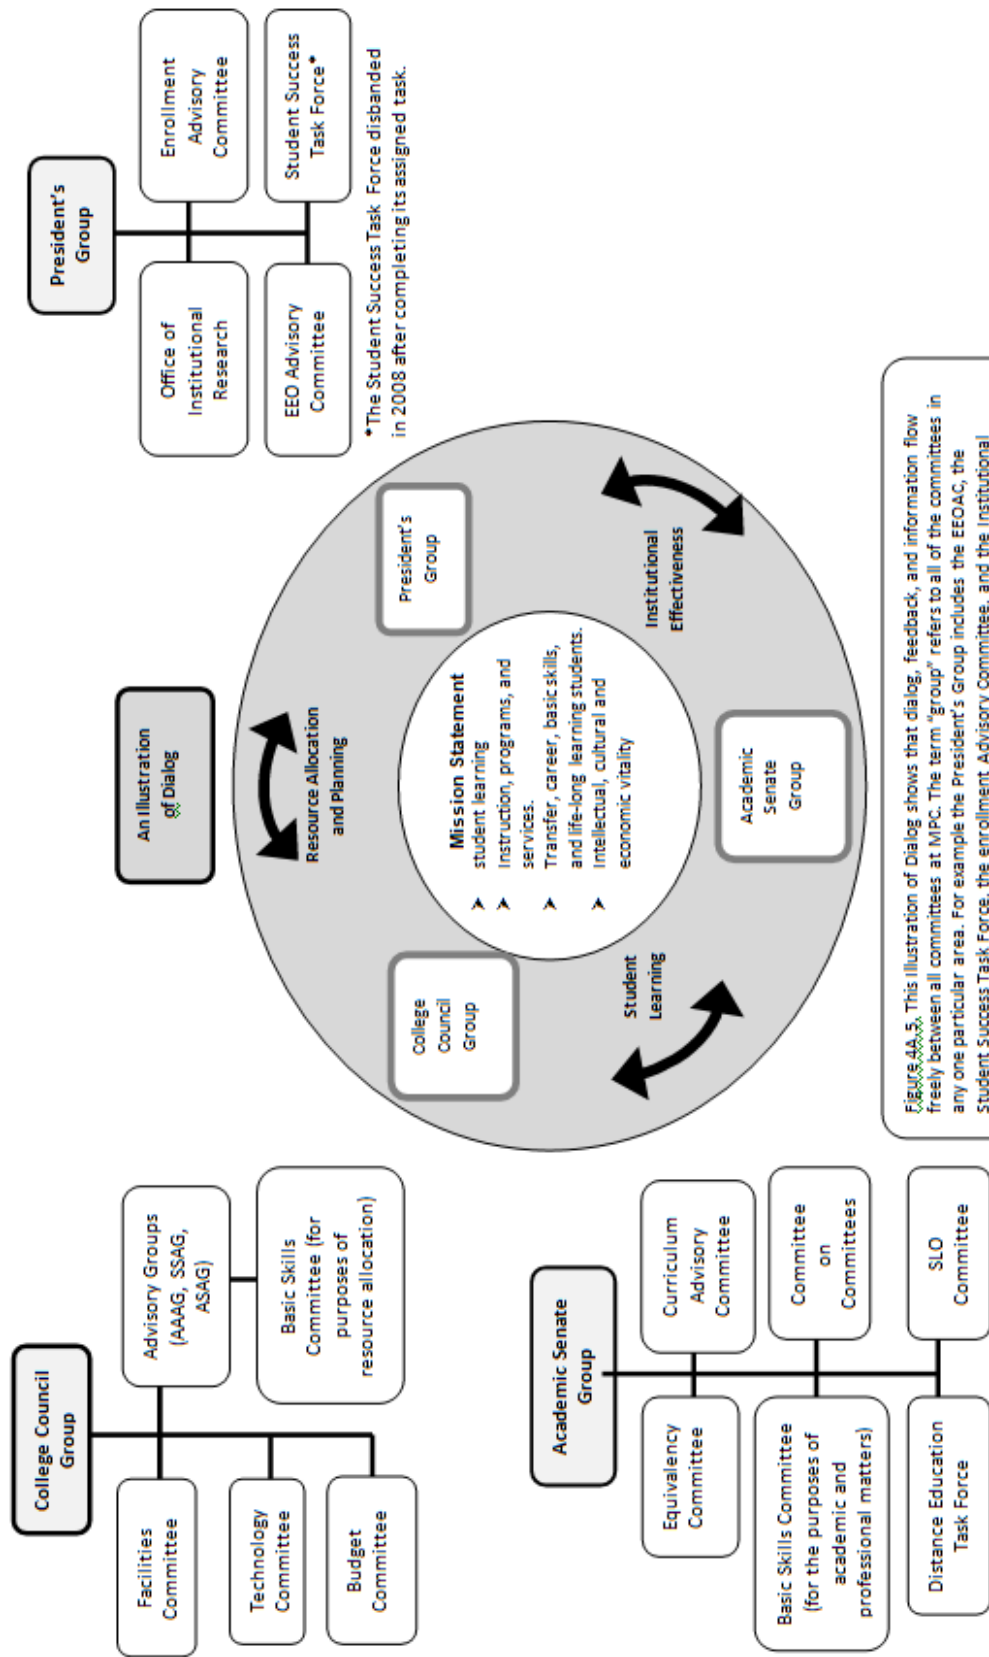 College Council
Group
Facilities
Committee
Advisory Groups
(AAAG, SSAG,
ASAG)
Technology
Committee
Basic Skills
Committee (for
purposes of
resource allocation)
Budget
Committee
An Illustration
of Dialog
President's
Group
Office of
Institutional
Research
Enrollment
Advisory
Committee
EEO Advisory
Committee
Student Success
Task Force*
*The Student Success Task Force disbanded
in 2008 after completing its assigned task.
Resource Allocation
and Planning
College
Council
Group
President's
Group
Mission Statement
➤ student learning
➤ Instruction, programs, and
services.
➤ Transfer, career, basic skills,
and life-long learning students.
➤ Intellectual, cultural and
economic vitality
Student
Learning
Institutional
Effectiveness
Academic
Senate
Group
Academic Senate
Group
Equivalency
Committee
Curriculum
Advisory
Committee
Basic Skills Committee
(for the purposes of
academic and
professional matters)
Committee
on
Committees
Distance Education
Task Force
SLO
Committee
Figure 4A.5. This Illustration of Dialog shows that dialog, feedback, and information flow
freely between all committees at MPC. The term "group" refers to all of the committees in
any one particular area. For example the President's Group includes the EEOAC, the
Student Success Task Force, the enrollment Advisory Committee, and the Institutional